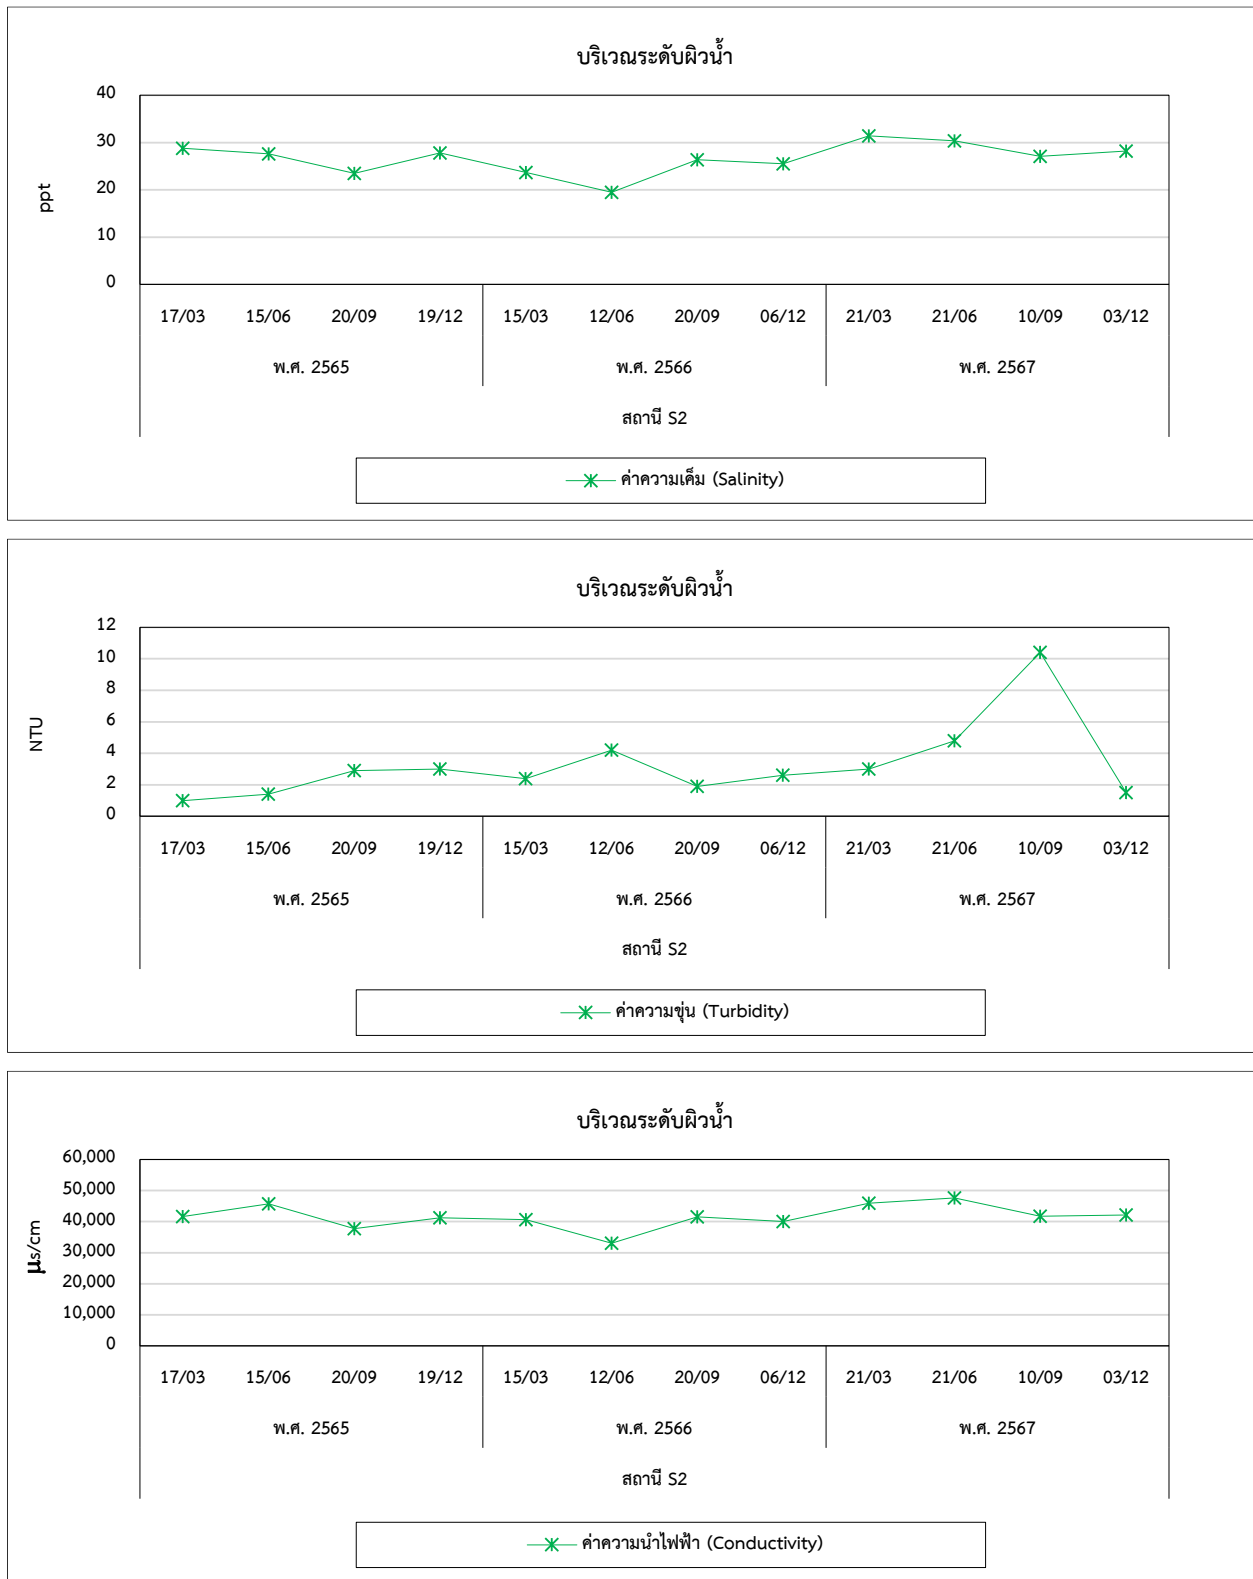 บริเวณระดับผิวน้ำ
40
30
20
10
0
ppt
17/03 15/06 20/09 19/12 15/03 12/06 20/09 06/12 21/03 21/06 10/09 03/12
พ.ศ. 2565 พ.ศ. 2566 พ.ศ. 2567
สถานี S2
ค่าความเค็ม (Salinity)
บริเวณระดับผิวน้ำ
12
10
8
6
4
2
0
NTU
17/03 15/06 20/09 19/12 15/03 12/06 20/09 06/12 21/03 21/06 10/09 03/12
พ.ศ. 2565 พ.ศ. 2566 พ.ศ. 2567
สถานี S2
ค่าความขุ่น (Turbidity)
บริเวณระดับผิวน้ำ
60,000
50,000
40,000
30,000
20,000
10,000
0
µs/cm
17/03 15/06 20/09 19/12 15/03 12/06 20/09 06/12 21/03 21/06 10/09 03/12
พ.ศ. 2565 พ.ศ. 2566 พ.ศ. 2567
สถานี S2
ค่าความนำไฟฟ้า (Conductivity)